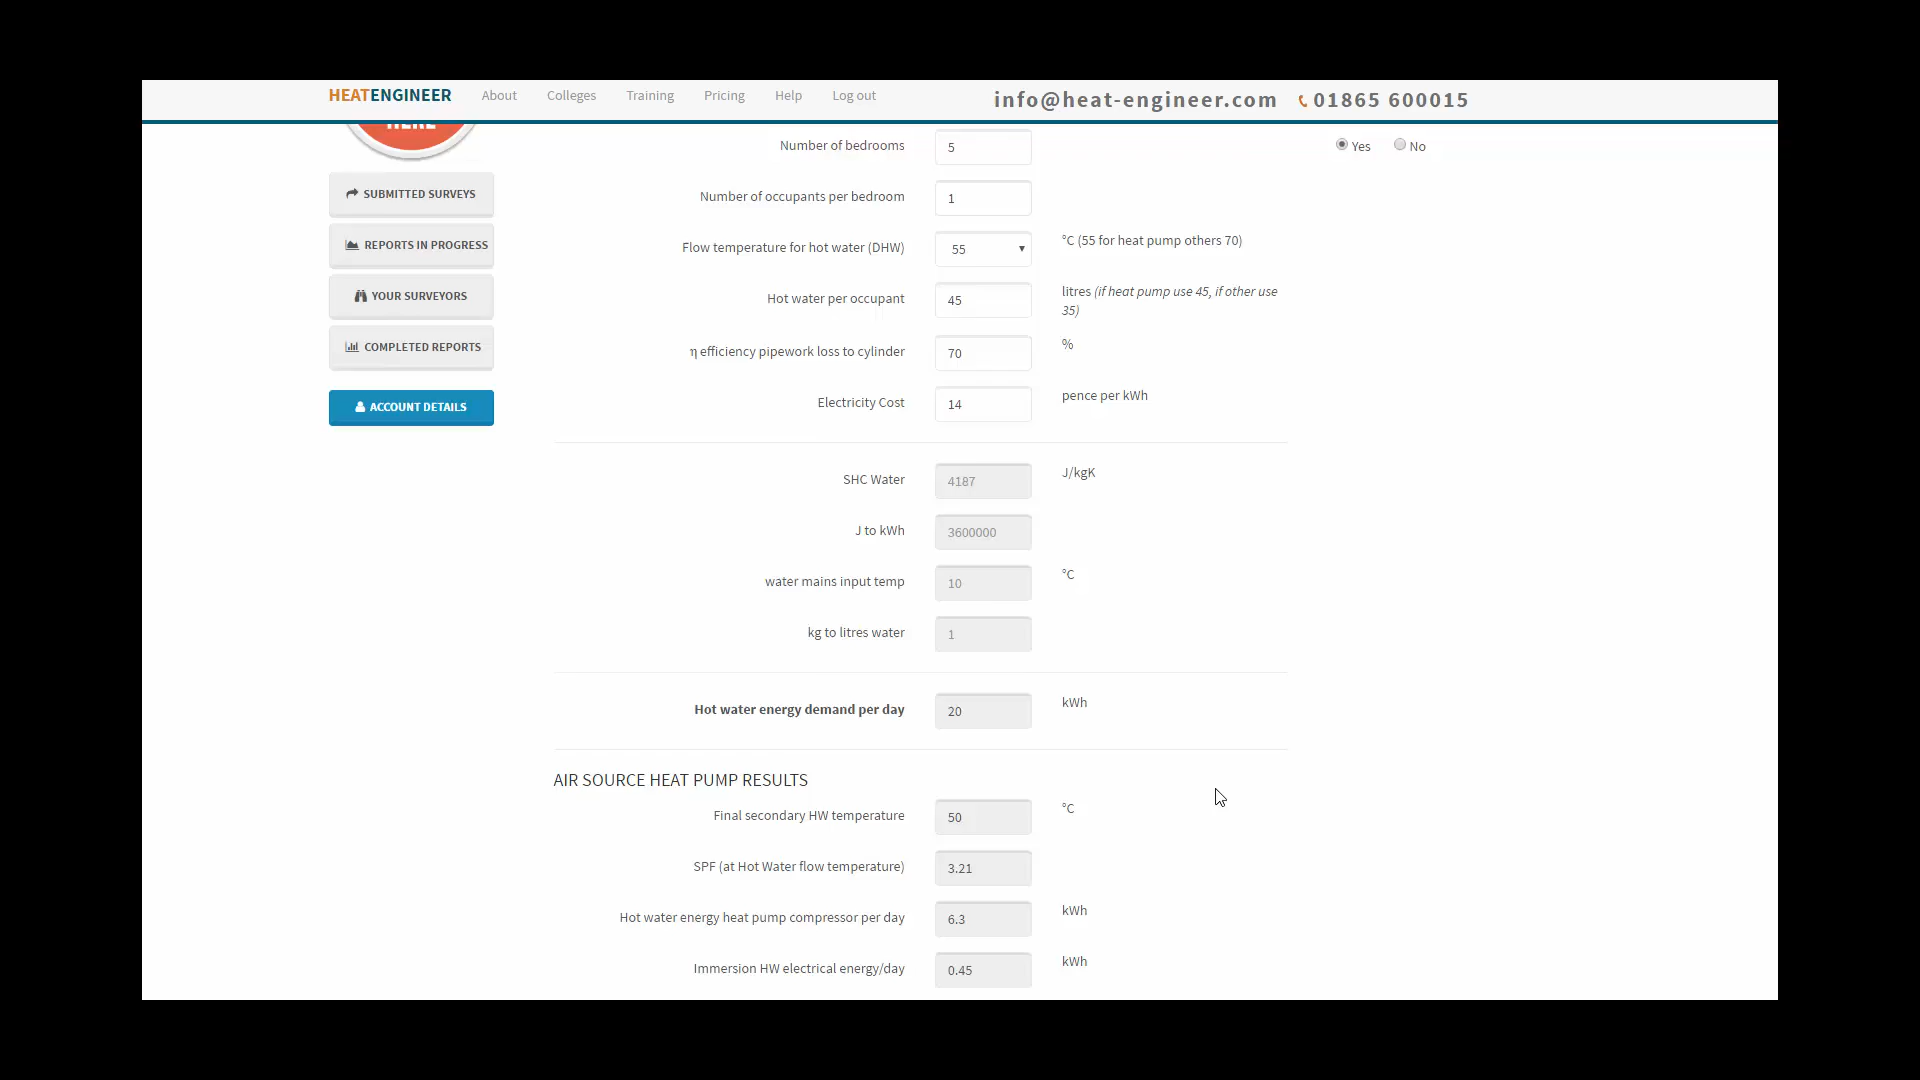 HEATENGINEER About Colleges Training Pricing Help Log out info@heat-engineer.com 01865 600015
HERE
SUBMITTED SURVEYS
REPORTS IN PROGRESS
YOUR SURVEYORS
COMPLETED REPORTS
ACCOUNT DETAILS
Number of bedrooms 5 Yes No
Number of occupants per bedroom 1
Flow temperature for hot water (DHW) 55 °C (55 for heat pump others 70)
Hot water per occupant 45 litres (if heat pump use 45, if other use
35)
η efficiency pipework loss to cylinder 70 %
Electricity Cost 14 pence per kWh
SHC Water 4187 J/kgK
J to kWh 3600000
water mains input temp 10 °C
kg to litres water 1
Hot water energy demand per day 20 kWh
AIR SOURCE HEAT PUMP RESULTS
Final secondary HW temperature 50 °C
SPF (at Hot Water flow temperature) 3.21
Hot water energy heat pump compressor per day 6.3 kWh
Immersion HW electrical energy/day 0.45 kWh